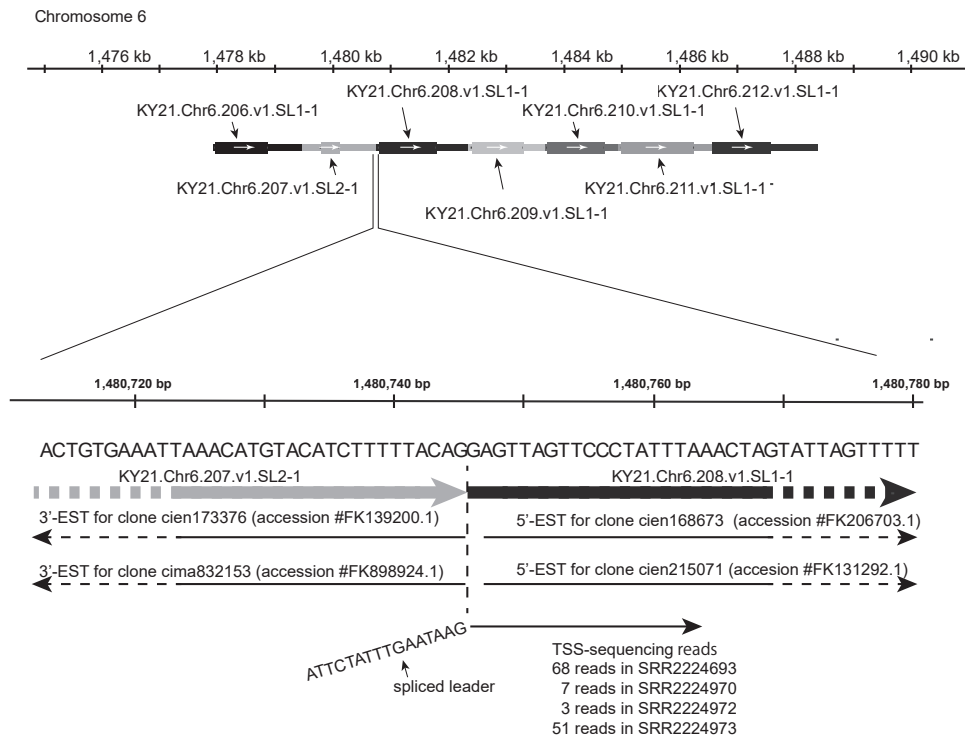 Chromosome 6
1,476 kb 1,478 kb 1,480 kb 1,482 kb 1,484 kb 1,486 kb 1,488 kb 1,490 kb
KY21.Chr6.208.v1.SL1-1 KY21.Chr6.212.v1.SL1-1
KY21.Chr6.206.v1.SL1-1 KY21.Chr6.210.v1.SL1-1
KY21.Chr6.207.v1.SL2-1 KY21.Chr6.211.v1.SL1-1
KY21.Chr6.209.v1.SL1-1
1,480,720 bp 1,480,740 bp 1,480,760 bp 1,480,780 bp
ACTGTGAAATTAAACATGTACATCTTTTTACAGGAGTTAGTTCCCTATTTAAACTAGTATTAGTTTTT
KY21.Chr6.207.v1.SL2-1 KY21.Chr6.208.v1.SL1-1
3'-EST for clone cien173376 (accession #FK139200.1) 5'-EST for clone cien168673 (accession #FK206703.1)
3'-EST for clone cima832153 (accession #FK898924.1) 5'-EST for clone cien215071 (accession #FK131292.1)
ATTCTATTTGAATAAG
spliced leader
TSS-sequencing reads
68 reads in SRR2224693
7 reads in SRR2224970
3 reads in SRR2224972
51 reads in SRR2224973